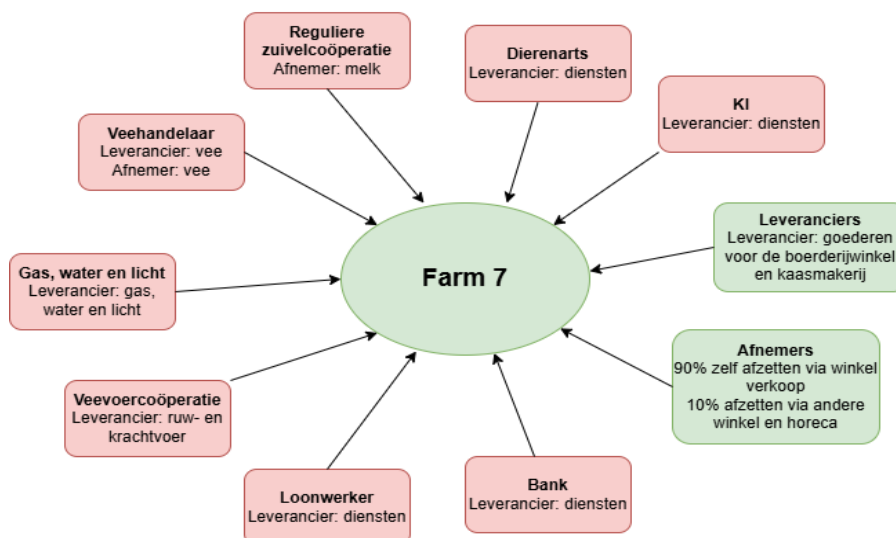 Reguliere
zuivelcoöperatie
Afnemer: melk
Dierenarts
Leverancier: diensten
KI
Leverancier: diensten
Veehandelaar
Leverancier: vee
Afnemer: vee
Leveranciers
Leverancier: goederen
voor de boerderijwinkel
en kaasmakerij
Gas, water en licht
Leverancier: gas,
water en licht
Farm 7
Afnemers
90% zelf afzetten via winkel
verkoop
10% afzetten via andere
winkel en horeca
Veevoercoöperatie
Leverancier: ruw- en
krachtvoer
Loonwerker
Leverancier: diensten
Bank
Leverancier: diensten